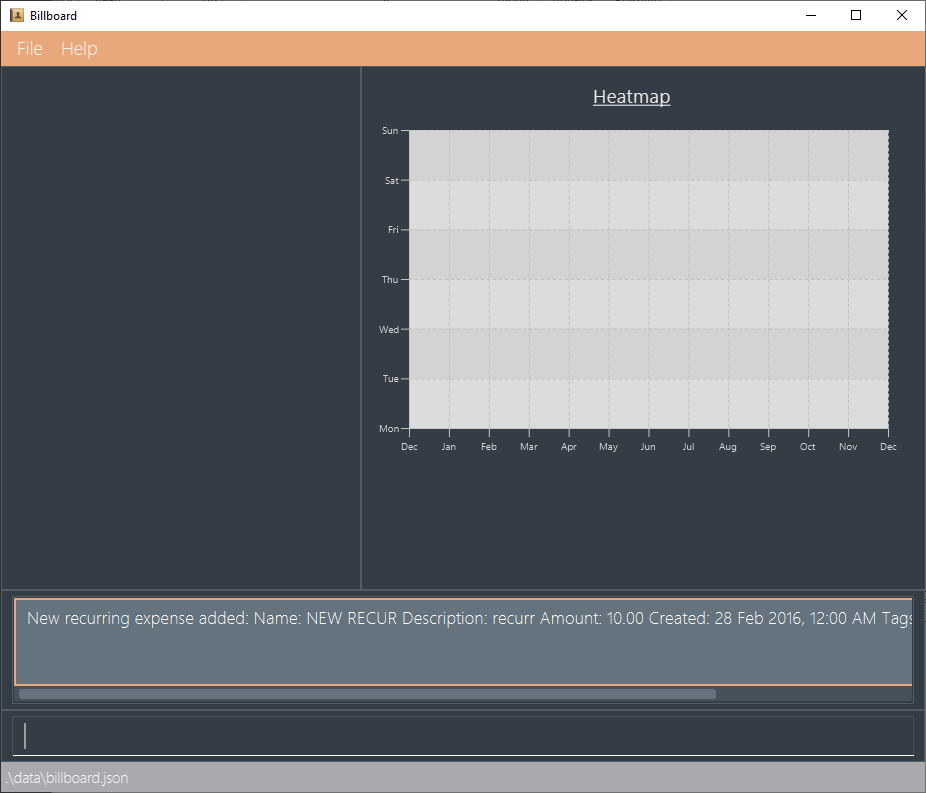 Billboard
File Help
Heatmap
Sun
Sat
Fri
Thu
Wed
Tue
Mon
Dec Jan Feb Mar Apr May Jun Jul Aug Sep Oct Nov Dec
New recurring expense added: Name: NEW RECUR Description: recurr Amount: 10.00 Created: 28 Feb 2016, 12:00 AM Tags
.\data\billboard.json